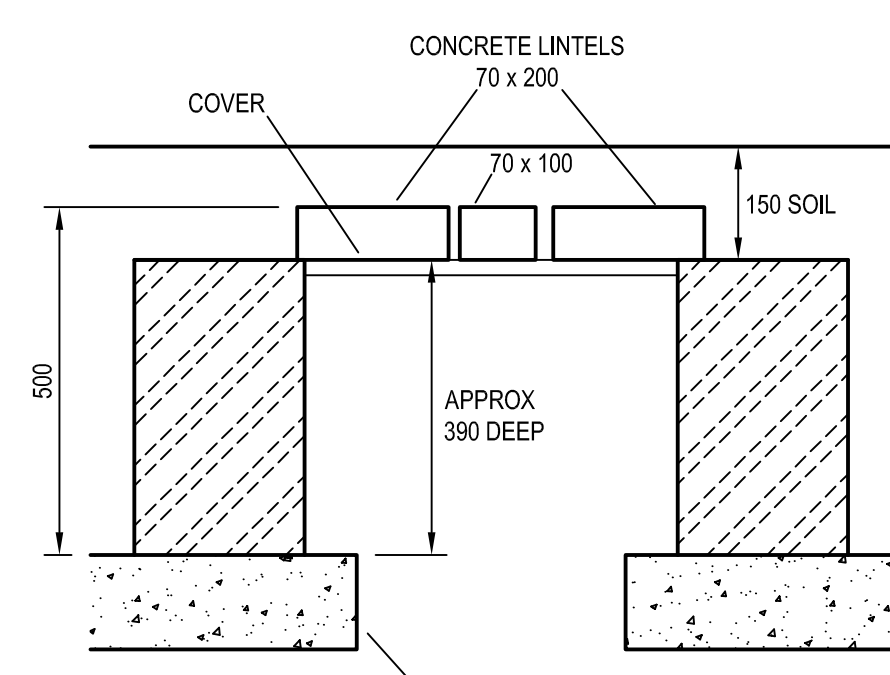 CONCRETE LINTELS
70 x 200
COVER
70 x 100
150 SOIL
500
APPROX
390 DEEP